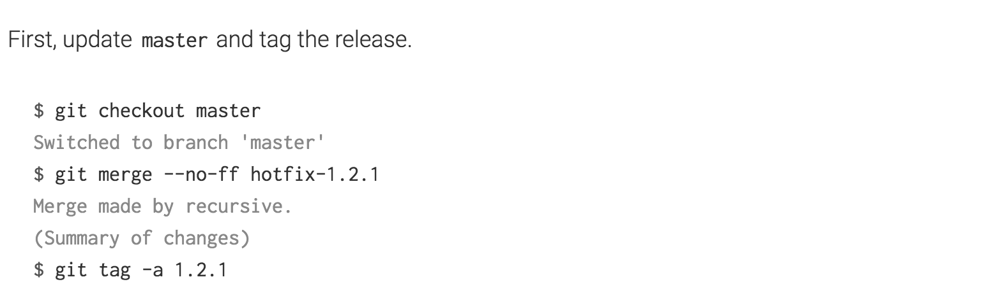 First, update master and tag the release.
$ git checkout master
Switched to branch 'master'
$ git merge --no-ff hotfix-1.2.1
Merge made by recursive.
(Summary of changes)
$ git tag -a 1.2.1